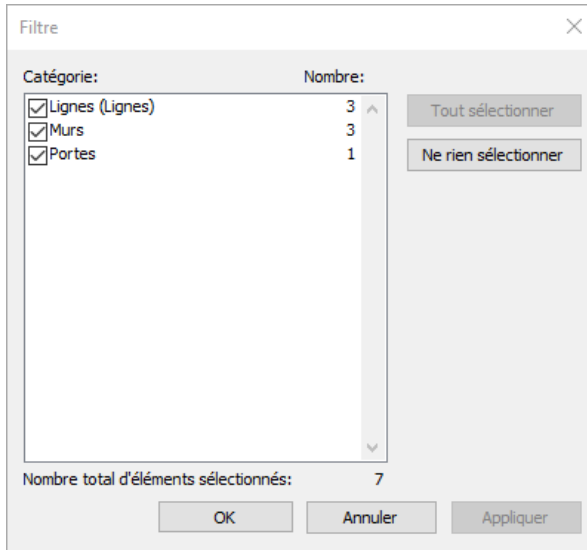 Filtre
Catégorie: Nombre:
Lignes (Lignes) 3
Murs 3
Portes 1
Tout sélectionner
Ne rien sélectionner
Nombre total d'éléments sélectionnés: 7
OK Annuler Appliquer